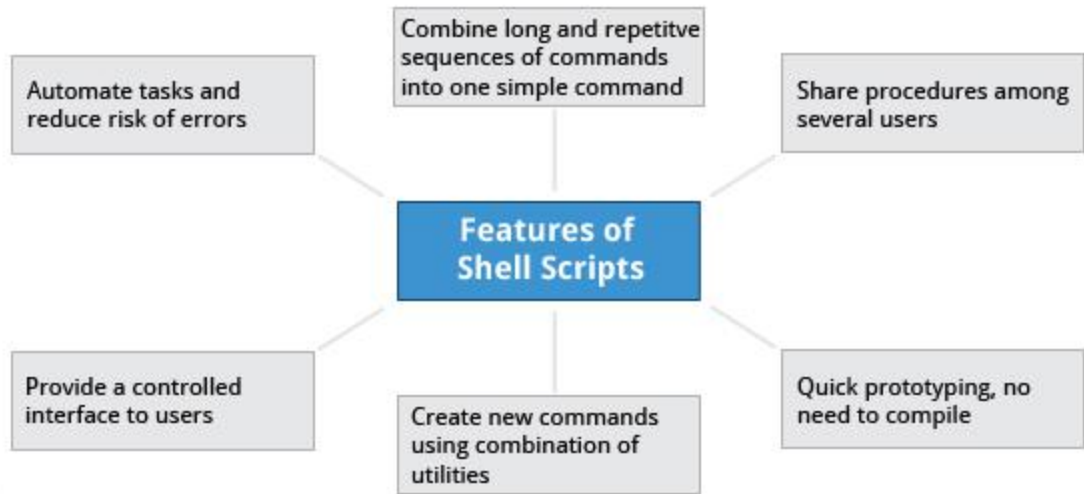 Combine long and repetitve
sequences of commands
into one simple command
Automate tasks and
reduce risk of errors
Share procedures among
several users
Features of
Shell Scripts
Provide a controlled
interface to users
Create new commands
using combination of
utilities
Quick prototyping, no
need to compile